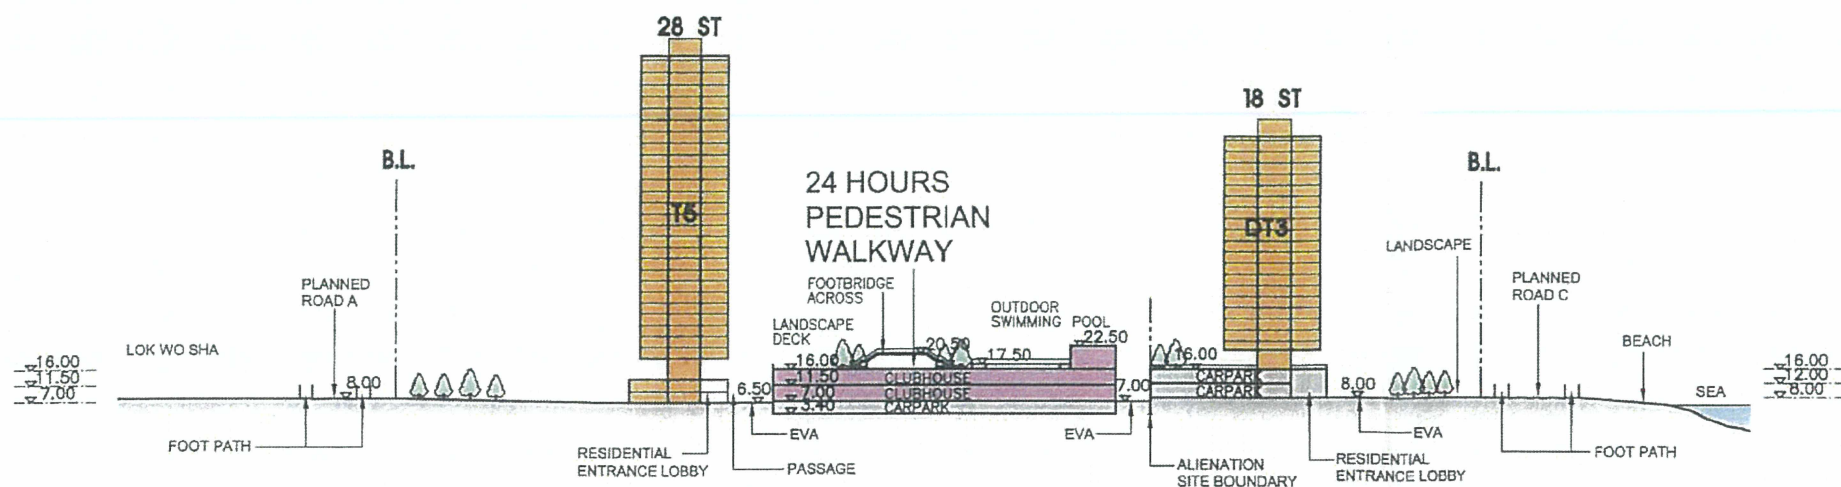 28 ST
18 ST
B.L.
B.L.
24 HOURS
PEDESTRIAN
WALKWAY
T5
DT3
LANDSCAPE
PLANNED
ROAD A
FOOTBRIDGE
ACROSS
PLANNED
ROAD C
OUTDOOR
SWIMMING POOL
LANDSCAPE
DECK
20.50
22.50
LOK WO SHA
BEACH
16.00
11.50
7.00
8.00
6.50
16.00
17.50
16.00
11.50
CLUBHOUSE
7.00
CLUBHOUSE
3.40
CARPARK
7.00
CARPARK
CARPARK
8.00
SEA
16.00
12.00
8.00
FOOT PATH
EVA
EVA
EVA
FOOT PATH
RESIDENTIAL
ENTRANCE LOBBY
PASSAGE
ALIENATION
SITE BOUNDARY
RESIDENTIAL
ENTRANCE LOBBY